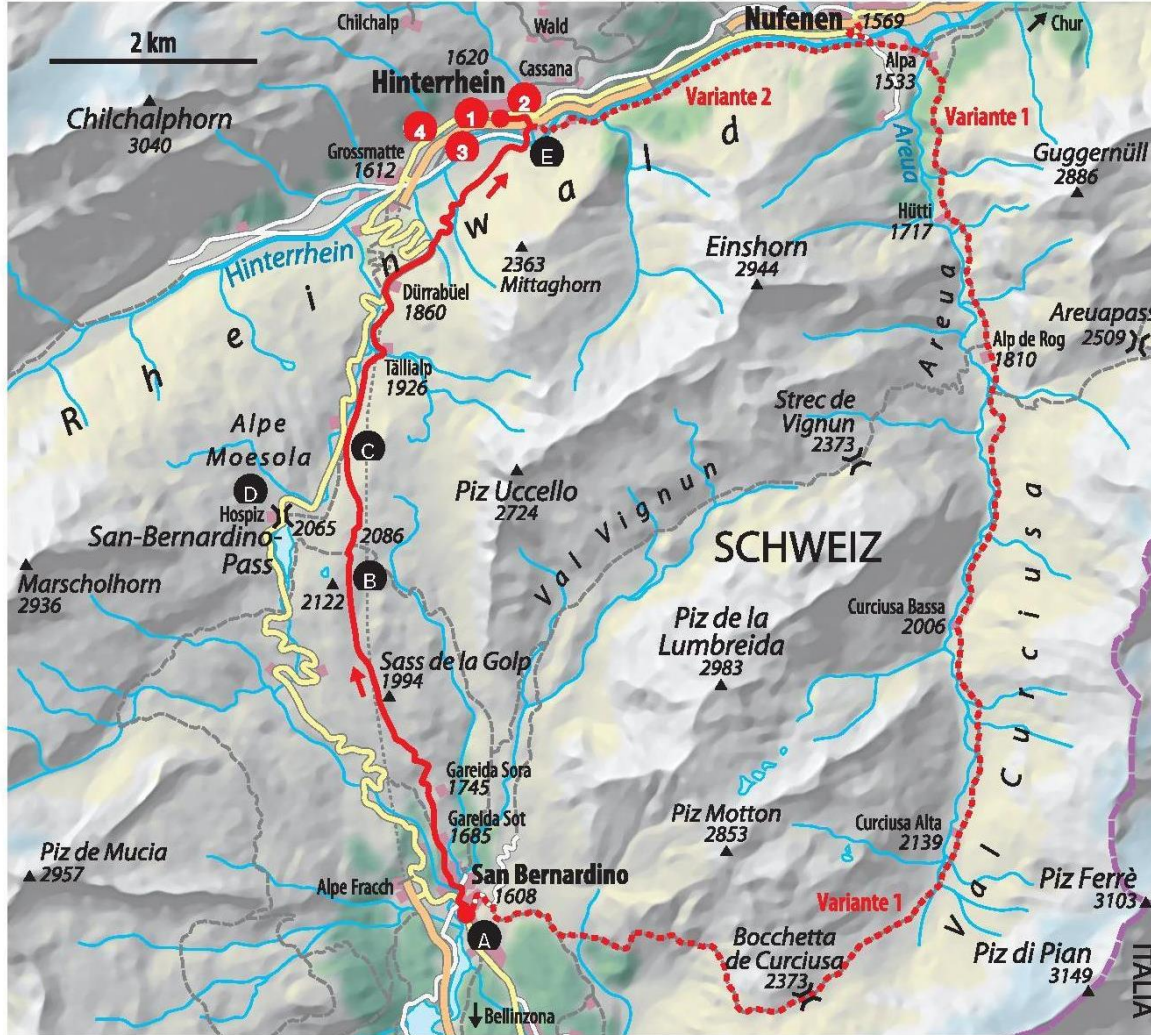 Chilchalp
Wald
Nufenen
1569
Chur
2 km
1620
Cassana
Alpa
1533
Hinterrhein
Variante 2
Variante 1
1
2
3
4
Chilchalphorn
3040
Grossmatte
1612
E
Areua
Guggernüll
2886
Hütti
1717
Hinterrhein
2363
Mittaghorn
Einshorn
2944
Rheinwald
Dürrabüel
1860
Areua
Areuapass
2509
Alp de Rog
1810
Tällialp
1926
Strec de
Vignun
2373
Alpe
Moesola
C
D
Piz Uccello
2724
Val Vignun
Hospiz
2065
San-Bernardino-
Pass
2086
SCHWEIZ
Marscholhorn
2936
B
2122
Curciusa Bassa
2006
Piz de la
Lumbreida
2983
Sass de la Golp
1994
Val Curciusa
Gareida Sora
1745
Gareida Sot
1685
Piz Motton
2853
Curciusa Alta
2139
Piz de Mucia
2957
Alpe Fracch
San Bernardino
1608
Variante 1
Piz Ferrè
3103
A
Bocchetta
de Curciusa
2373
Piz di Pian
3149
ITALIA
Bellinzona